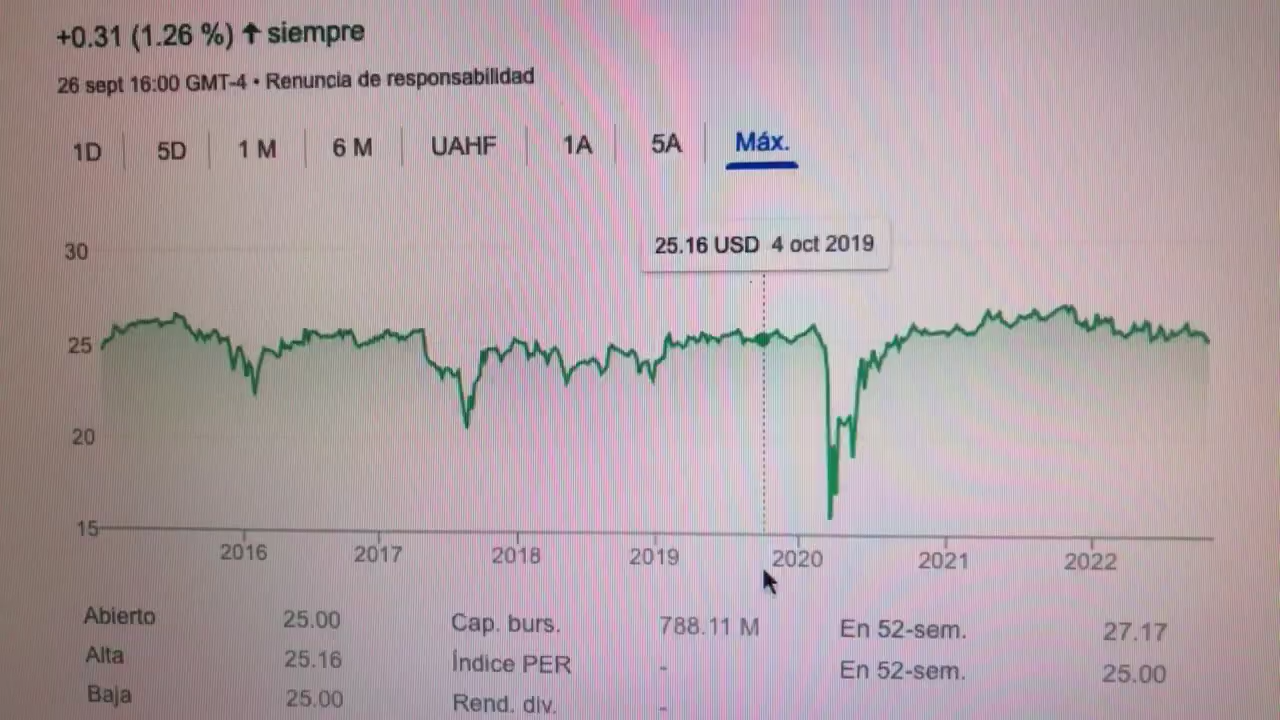 +0.31 (1.26 %) ↑ siempre
26 sept 16:00 GMT-4 • Renuncia de responsabilidad
1D 5D 1 M 6 M UAHF 1A 5A Máx.
25.16 USD 4 oct 2019
30
25
20
15
2016 2017 2018 2019 2020 2021 2022
Abierto 25.00 Cap. burs. 788.11 M En 52-sem. 27.17
Alta 25.16 Índice PER - En 52-sem. 25.00
Baja 25.00 Rend. div. -